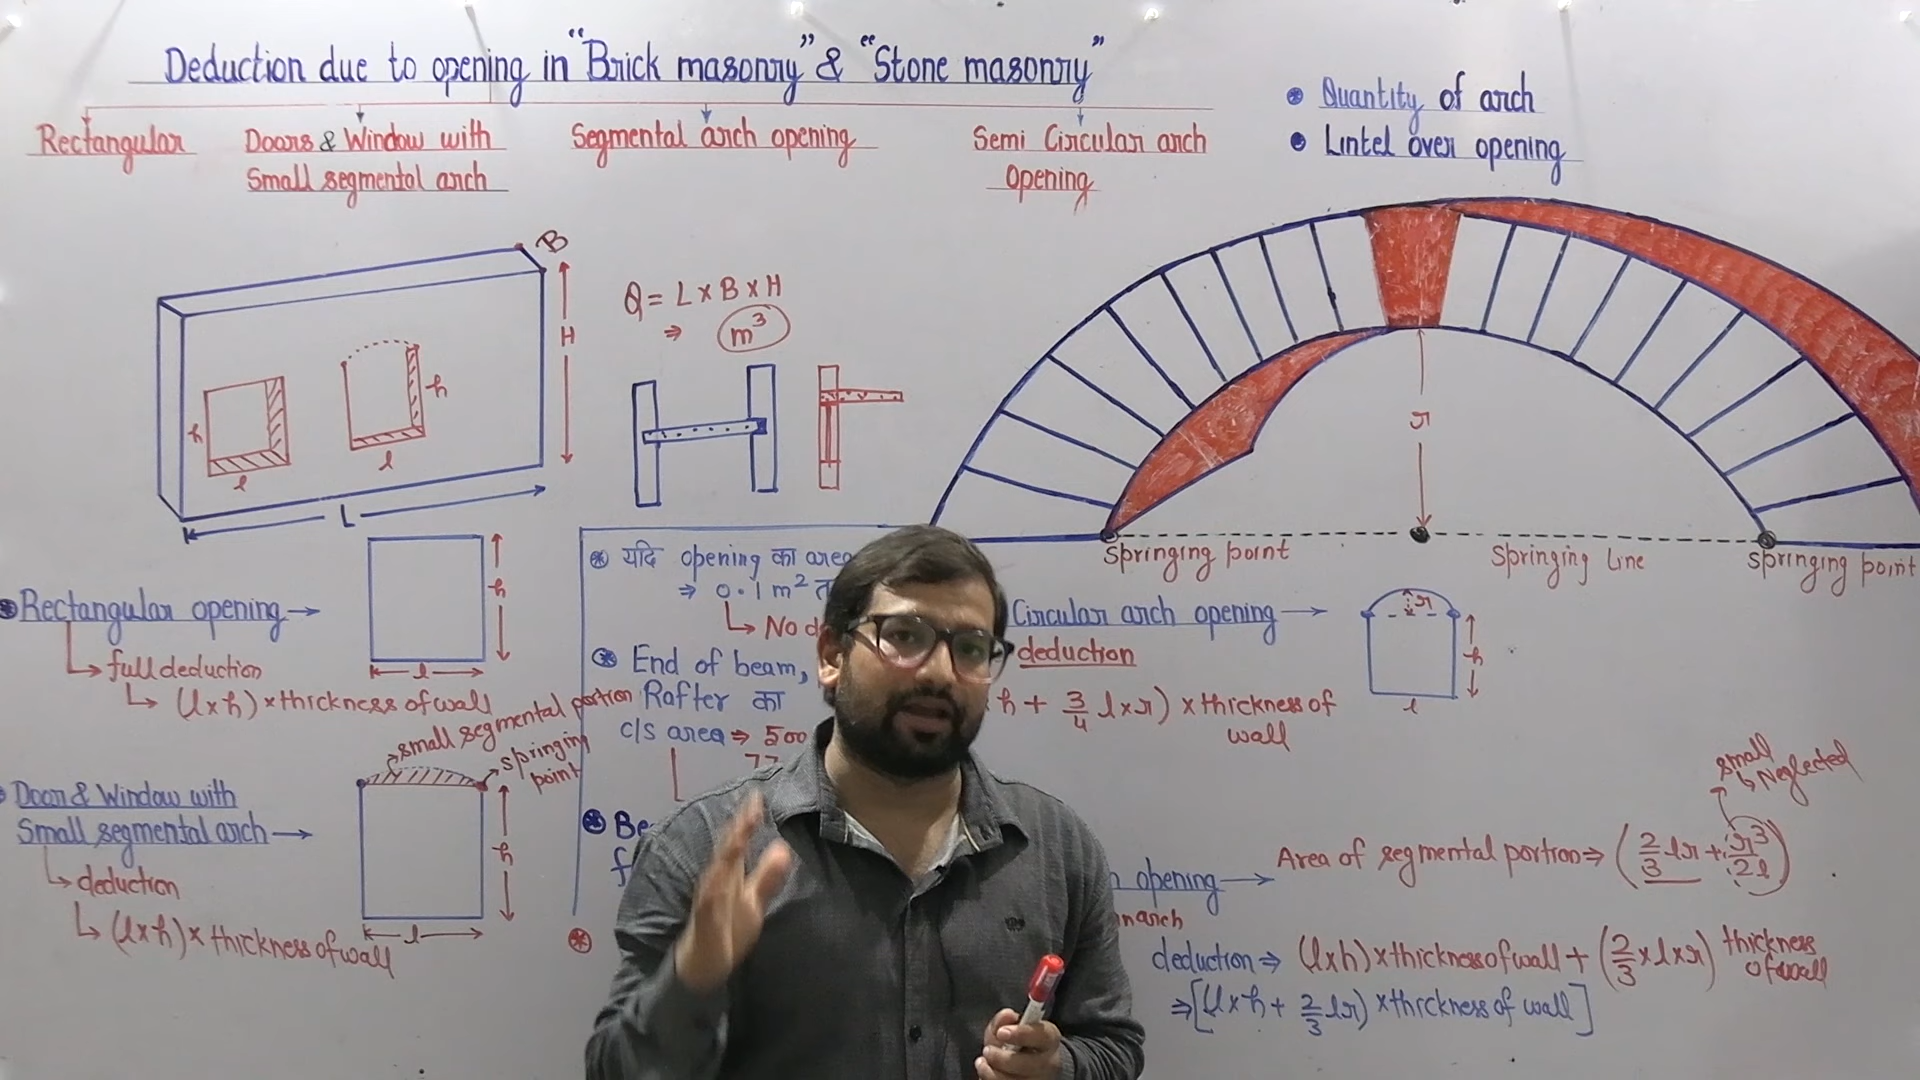 Deduction due to opening in "Brick masonry" & "Stone masonry"
Rectangular
Doors & Window with
Small segmental arch
Segmental arch opening
Semi Circular arch
Opening
Quantity of arch
Lintel over opening
B
H
h
l
h
l
L
Q = L x B x H
⇒ m³
r
Springing point
Springing Line
Springing point
Rectangular opening →
h
l
full deduction
(l x h) x thickness of wall
small segmental portion
springing
point
Door & Window with
Small segmental arch →
h
l
deduction
(l x h) x thickness of wall
यदि opening का area
⇒ 0.1 m²
No
End of beam,
Rafter का
c/s area ⇒ 500
Circular arch opening →
deduction
h + 3/4 l x r) x thickness of
wall
r
h
l
small
Neglected
opening →
Area of segmental portion ⇒ (2/3 lr + r³/2l)
deduction ⇒ (l x h) x thickness of wall + (2/3 x l x r) thickness
of wall
⇒ [(l x h + 2/3 lr) x thickness of wall]